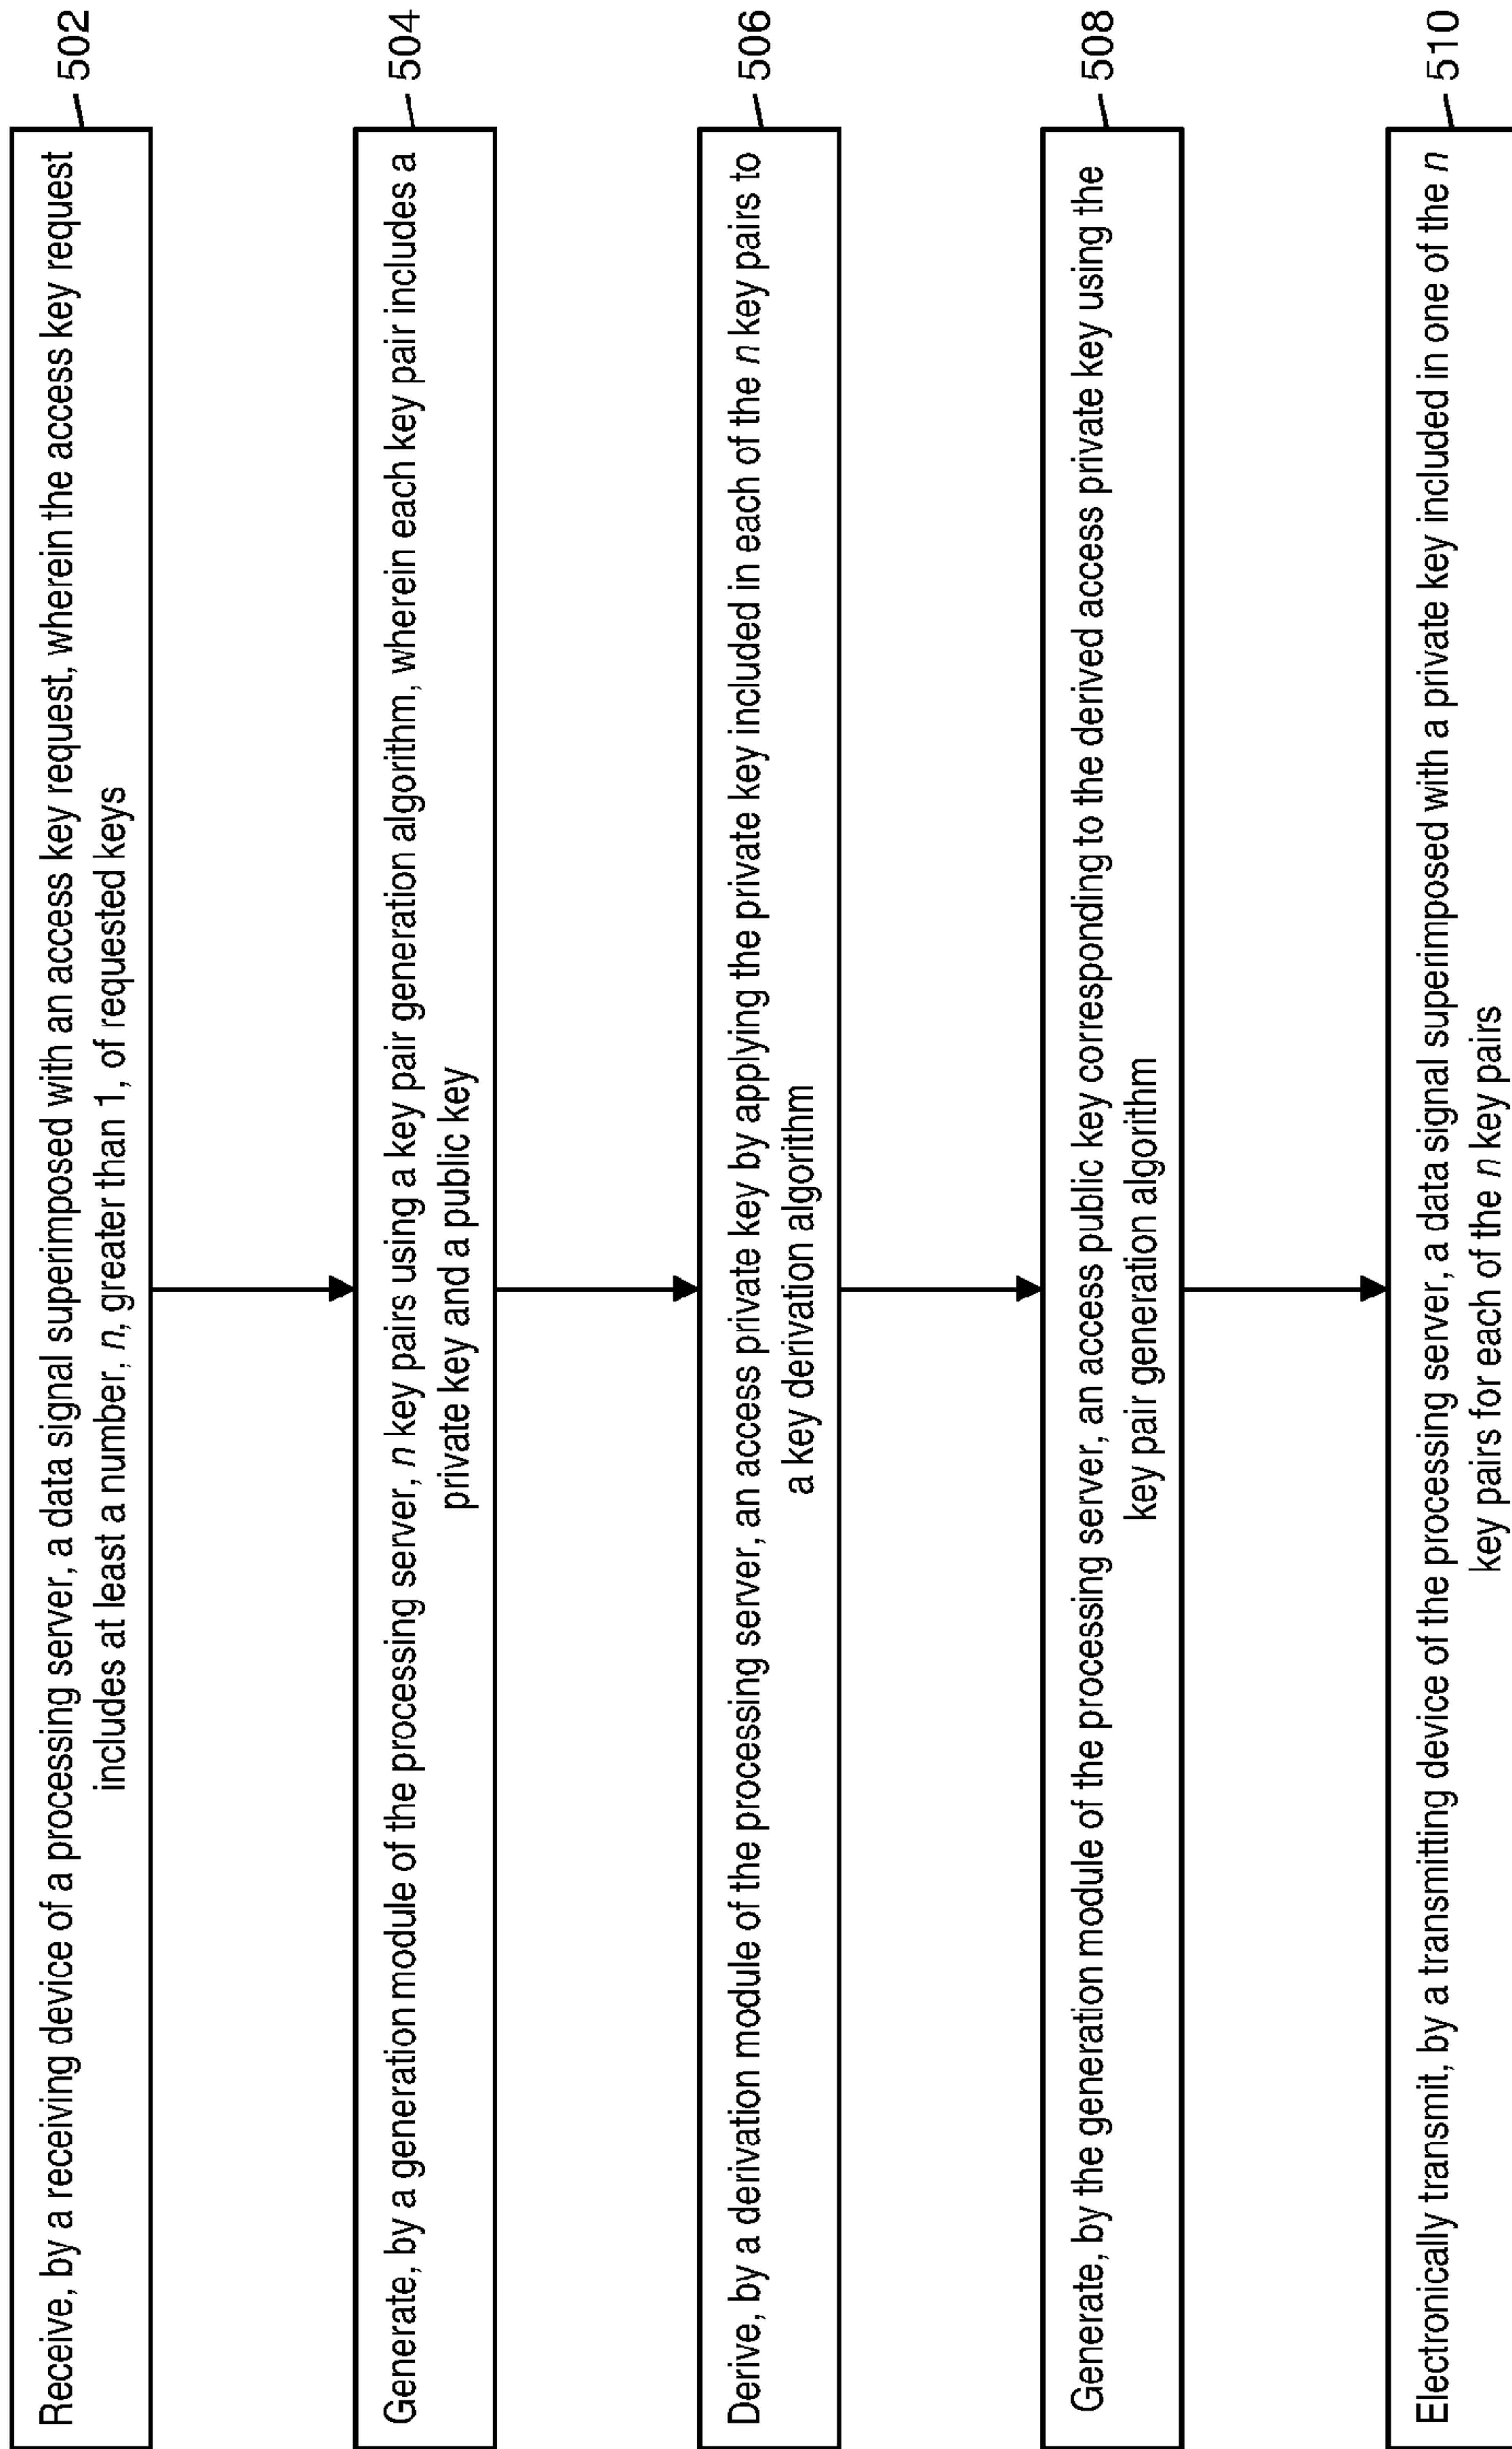 Receive, by a receiving device of a processing server, a data signal superimposed with an access key request, wherein the access key request
includes at least a number, n, greater than 1, of requested keys
502
Generate, by a generation module of the processing server, n key pairs using a key pair generation algorithm, wherein each key pair includes a
private key and a public key
504
Derive, by a derivation module of the processing server, an access private key by applying the private key included in each of the n key pairs to
a key derivation algorithm
506
Generate, by the generation module of the processing server, an access public key corresponding to the derived access private key using the
key pair generation algorithm
508
Electronically transmit, by a transmitting device of the processing server, a data signal superimposed with a private key included in one of the n
key pairs for each of the n key pairs
510